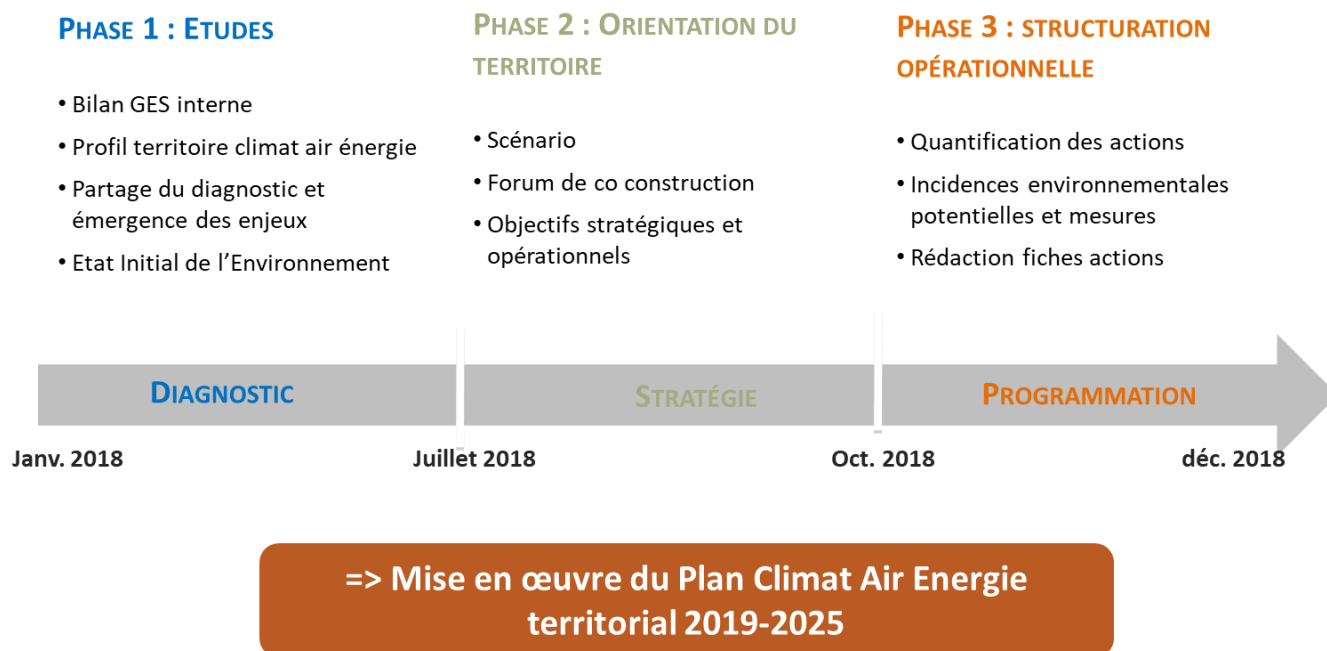 PHASE 1 : ETUDES
• Bilan GES interne
• Profil territoire climat air énergie
• Partage du diagnostic et
émergence des enjeux
• Etat Initial de l'Environnement
PHASE 2 : ORIENTATION DU
TERRITOIRE
• Scénario
• Forum de co construction
• Objectifs stratégiques et
opérationnels
PHASE 3 : STRUCTURATION
OPÉRATIONNELLE
• Quantification des actions
• Incidences environnementales
potentielles et mesures
• Rédaction fiches actions
DIAGNOSTIC
STRATÉGIE
PROGRAMMATION
Janv. 2018
Juillet 2018
Oct. 2018
déc. 2018
=> Mise en œuvre du Plan Climat Air Energie
territorial 2019-2025